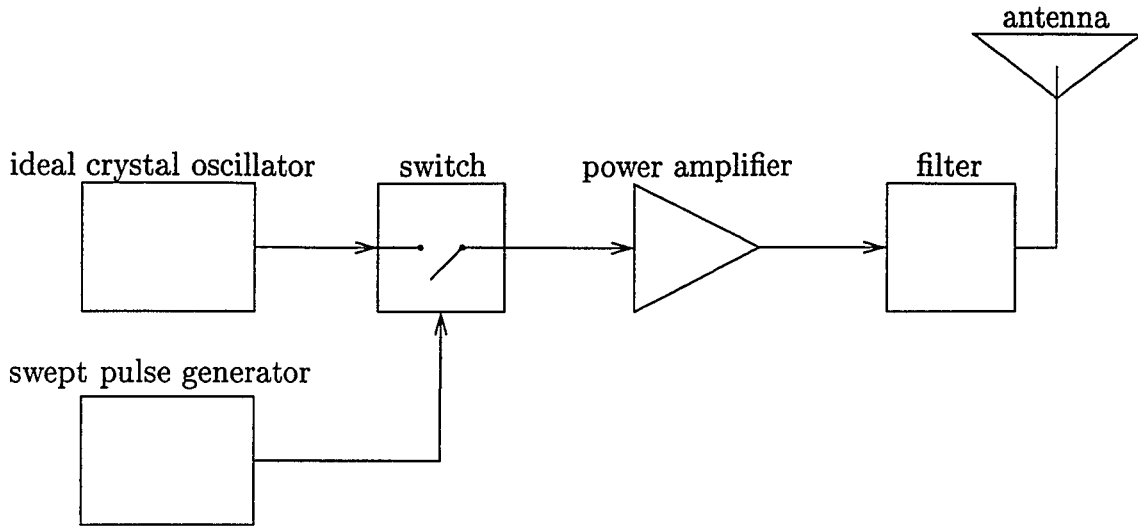 antenna
ideal crystal oscillator
switch
power amplifier
filter
swept pulse generator